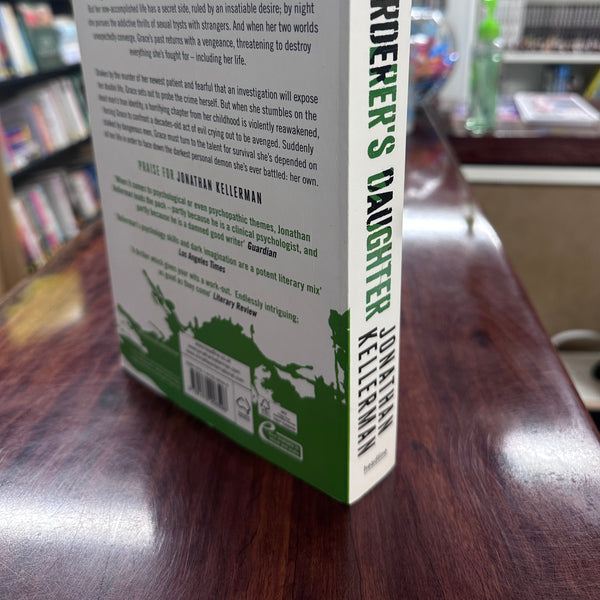 But her now-accomplished life has a secret side, ruled by an insatiable desire; by night
she pursues the addictive thrills of sexual trysts with strangers. And when her two worlds
unexpectedly converge, Grace's past returns with a vengeance, threatening to destroy
everything she's fought for – including her life.
Shaken by the murder of her newest patient and fearful that an investigation will expose
her double life, Grace sets out to probe the crime herself. But when she stumbles on the
dead man's true identity, a horrifying chapter from her childhood is violently reawakened,
forcing Grace to confront a decades-old act of evil crying out to be avenged. Suddenly
stalked by dangerous men, Grace must turn to the talent for survival she's depended on
all her life in order to face down the darkest personal demon she's ever battled: her own.
PRAISE FOR JONATHAN KELLERMAN
'When it comes to psychological or even psychopathic themes, Jonathan
Kellerman leads the pack – partly because he is a clinical psychologist, and
partly because he is a damned good writer' Guardian
'Kellerman's psychology skills and dark imagination are a potent literary mix'
Los Angeles Times
'A thriller which gives you a work-out. Endlessly intriguing;
as good as they come' Literary Review
RDERER'S DAUGHTER
JONATHAN
KELLERMAN
headline